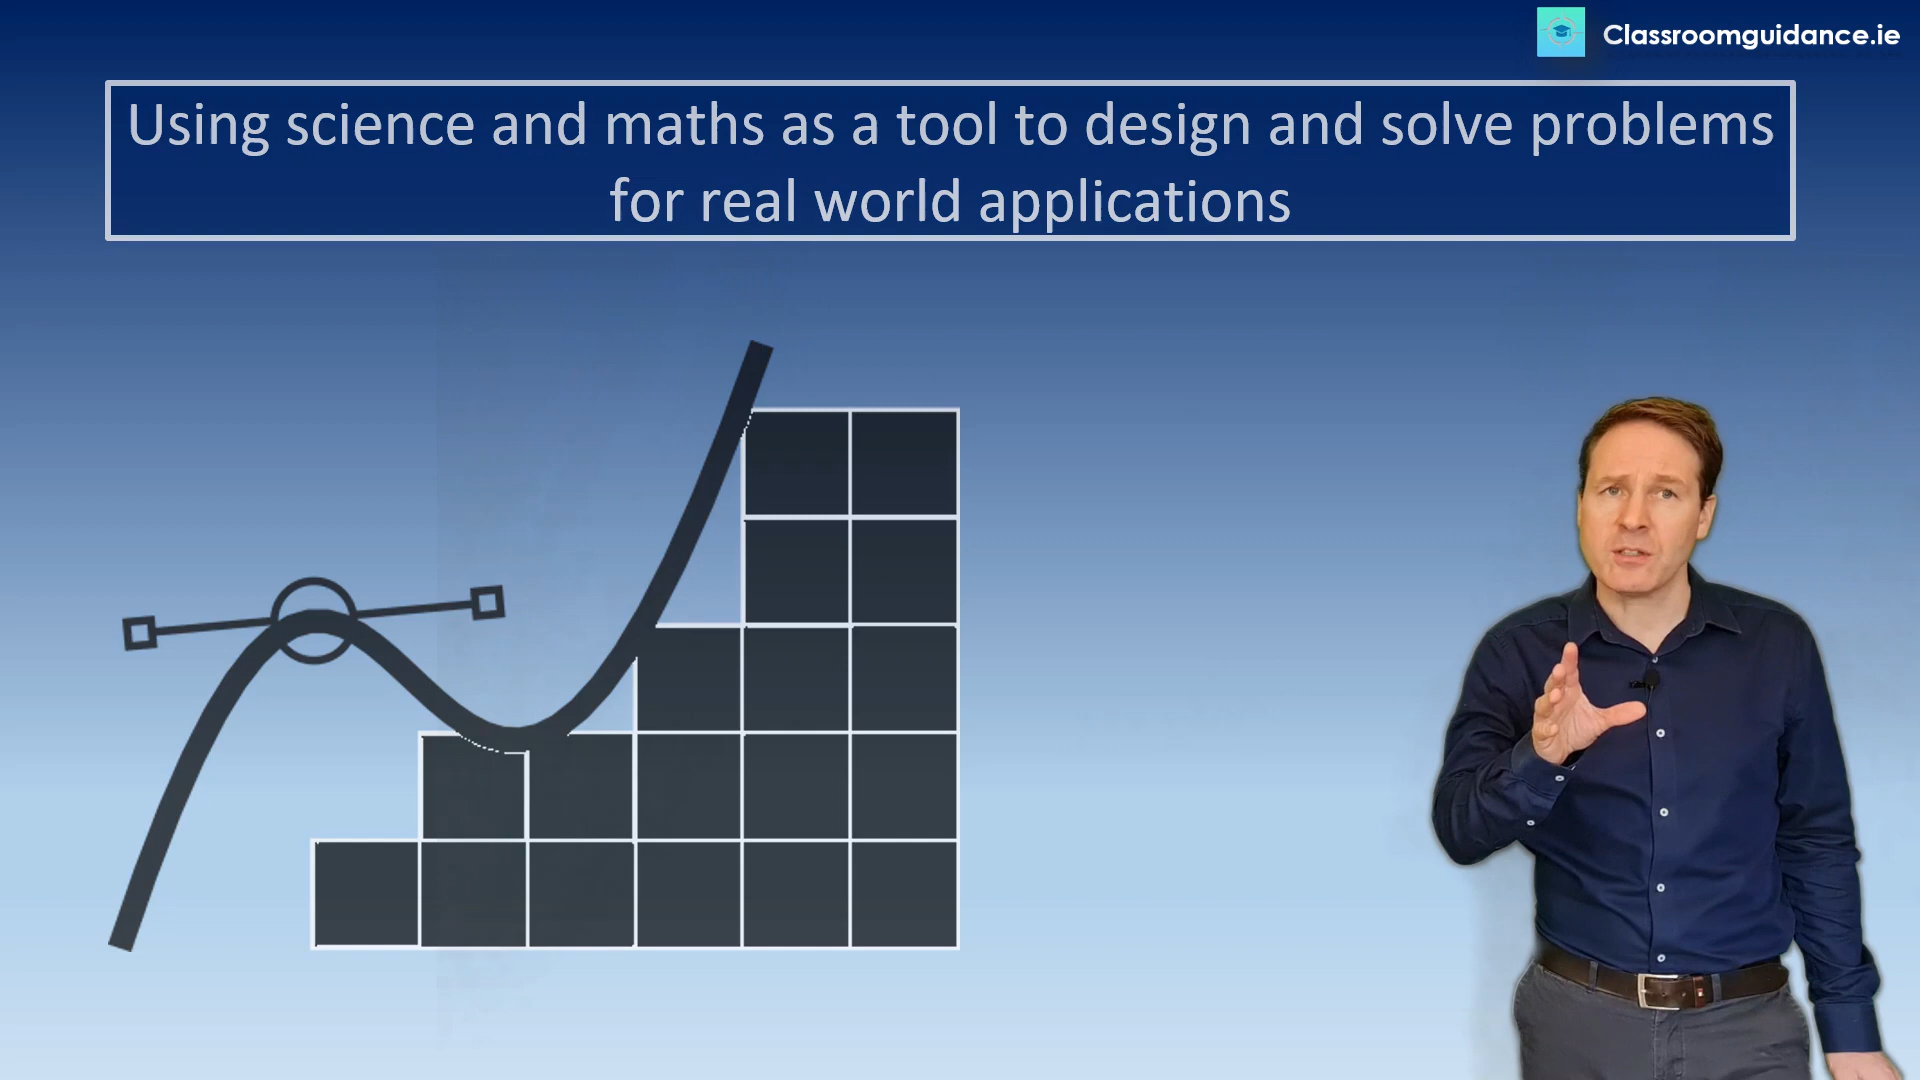 Classroomguidance.ie
Using science and maths as a tool to design and solve problems
for real world applications